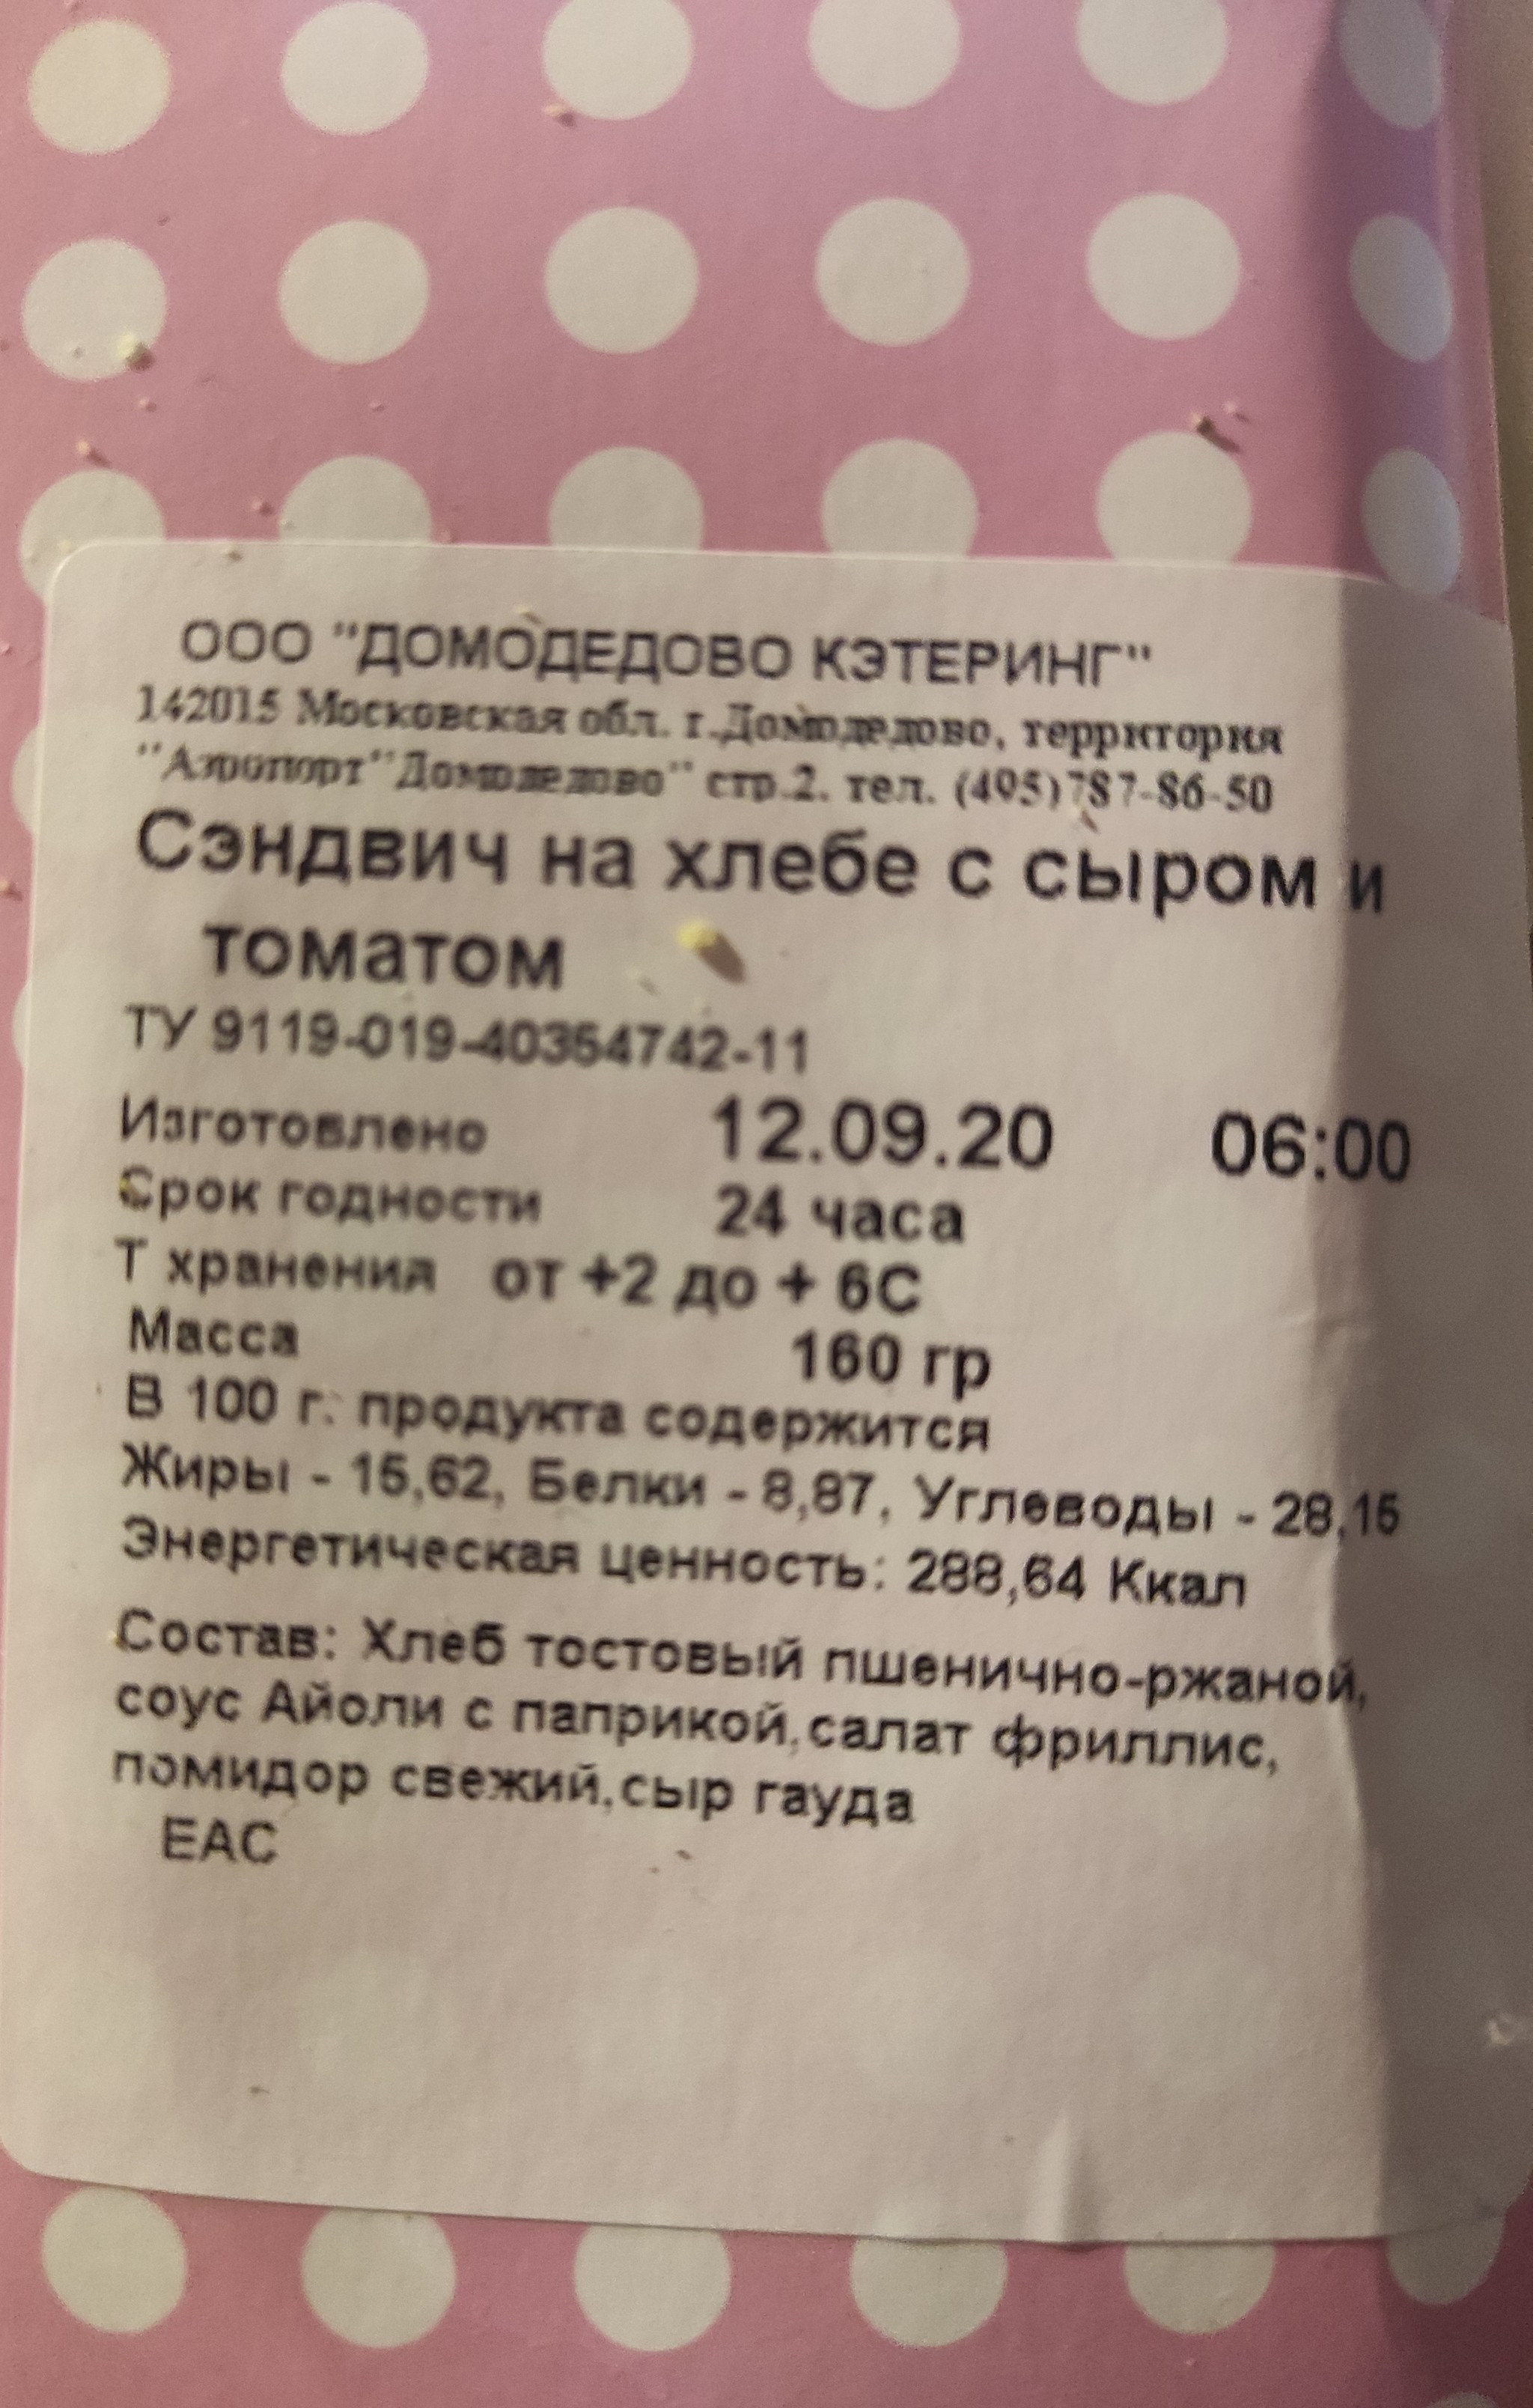 ООО "ДОМОДЕДОВО КЭТЕРИНГ"
142015 Московская обл. г.Домодедово, территория
"Аэропорт"Домодедово" стр.2. тел. (495)787-86-50
Сэндвич на хлебе с сыром и
томатом
ТУ 9119-019-40354742-11
Изготовлено 12.09.20 06:00
Срок годности 24 часа
Т хранения от +2 до + 6С
Масса 160 гр
В 100 г. продукта содержится
Жиры - 15,62, Белки - 8,87, Углеводы - 28,15
Энергетическая ценность: 288,64 Ккал
Состав: Хлеб тостовый пшенично-ржаной,
соус Айоли с паприкой,салат фриллис,
помидор свежий,сыр гауда
ЕАС